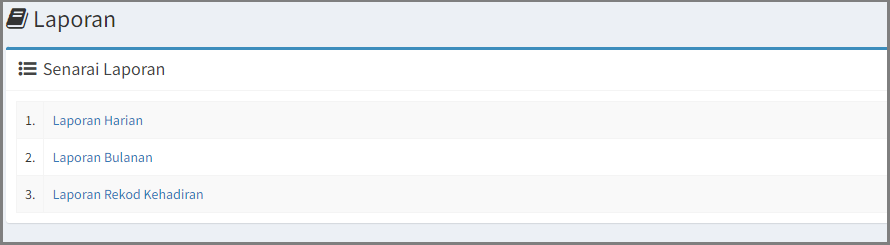 Laporan
Senarai Laporan
1. Laporan Harian
2. Laporan Bulanan
3. Laporan Rekod Kehadiran